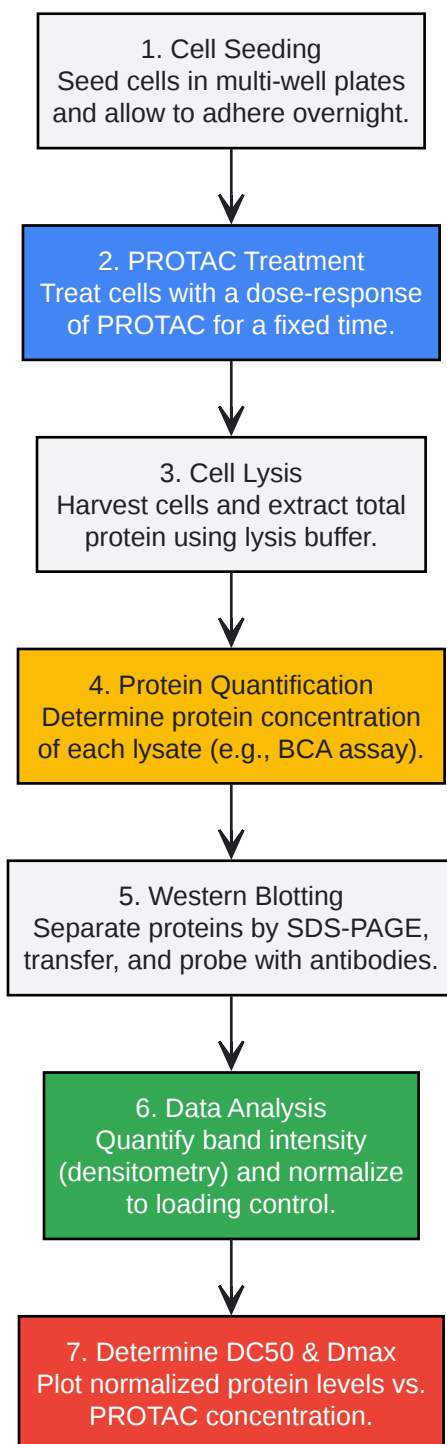 1. Cell Seeding
Seed cells in multi-well plates
and allow to adhere overnight.
2. PROTAC Treatment
Treat cells with a dose-response
of PROTAC for a fixed time.
3. Cell Lysis
Harvest cells and extract total
protein using lysis buffer.
4. Protein Quantification
Determine protein concentration
of each lysate (e.g., BCA assay).
5. Western Blotting
Separate proteins by SDS-PAGE,
transfer, and probe with antibodies.
6. Data Analysis
Quantify band intensity
(densitometry) and normalize
to loading control.
7. Determine DC50 & Dmax
Plot normalized protein levels vs.
PROTAC concentration.